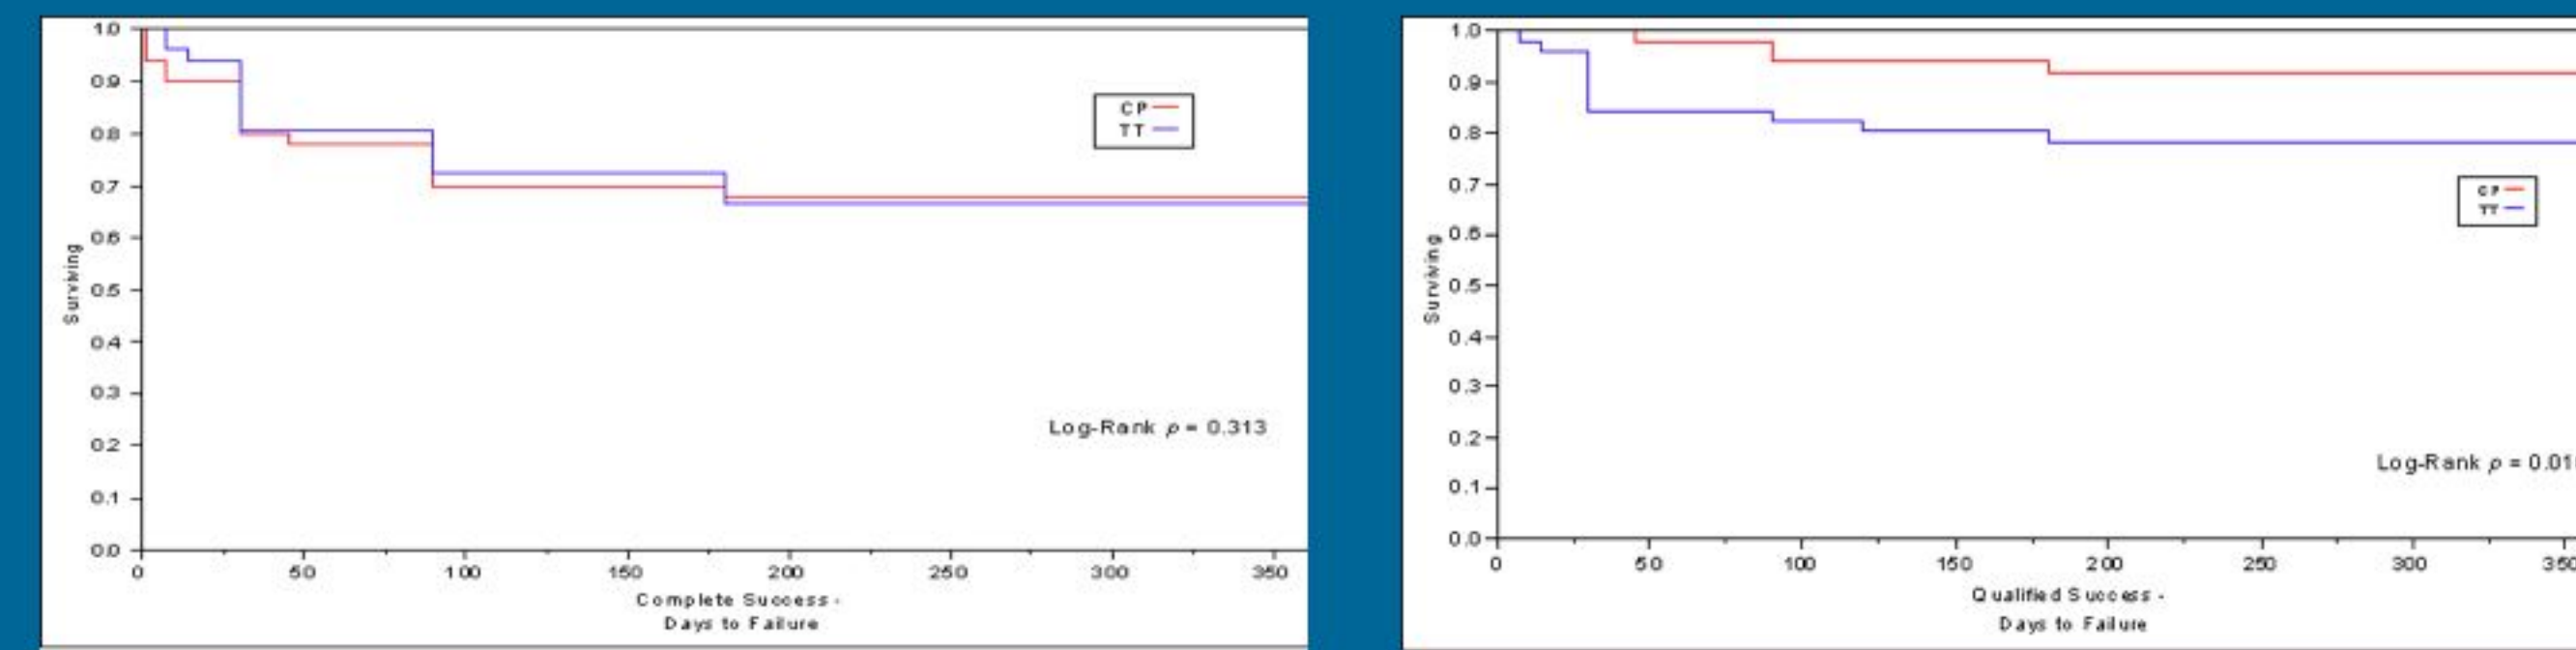 1.0
0.9
0.8
0.7
0.6
0.5
0.4
0.3
0.2
0.1
0.0
Surviving
CP
TT
Log-Rank p = 0.313
0 50 100 150 200 250 300 350
Complete Success -
Days to Failure
1.0
0.9
0.8
0.7
0.6
0.5
0.4
0.3
0.2
0.1
0.0
Surviving
CP
TT
Log-Rank p = 0.01
0 50 100 150 200 250 300 350
Qualified Success -
Days to Failure